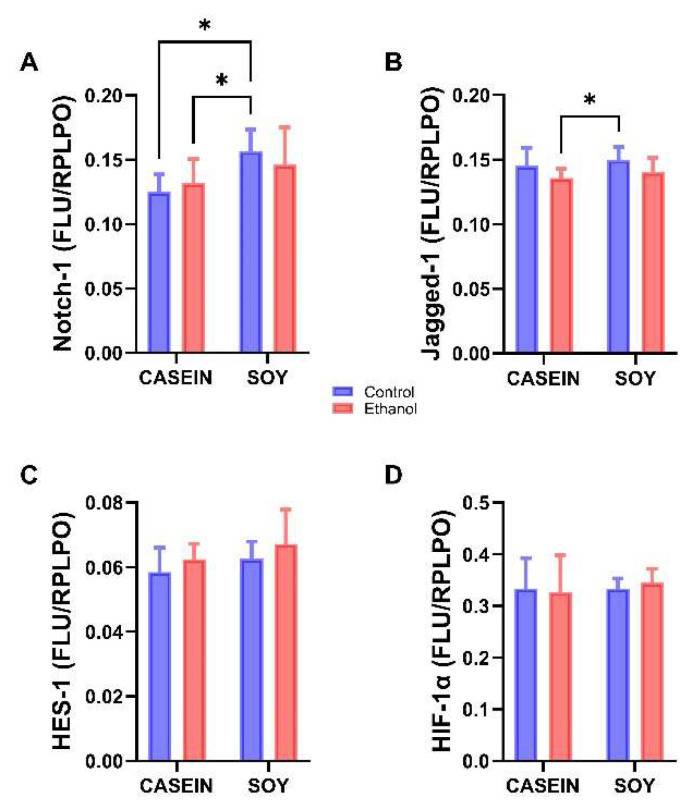 *
A
*
Notch-1 (FLU/RPLPO)
0.20
0.15
0.10
0.05
0.00
CASEIN SOY
B
*
Jagged-1 (FLU/RPLPO)
0.20
0.15
0.10
0.05
0.00
CASEIN SOY
Control
Ethanol
C
HES-1 (FLU/RPLPO)
0.08
0.06
0.04
0.02
0.00
CASEIN SOY
D
HIF-1α (FLU/RPLPO)
0.5
0.4
0.3
0.2
0.1
0.0
CASEIN SOY